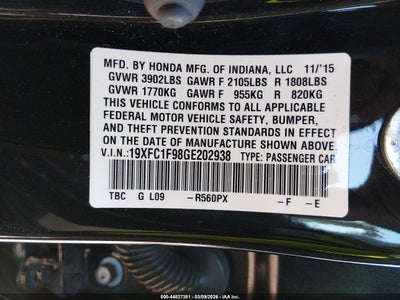 MFD. BY HONDA MFG. OF INDIANA, LLC 11/'15
GVWR 3902LBS GAWR F 2105LBS R 1808LBS
GVWR 1770KG GAWR F 955KG R 820KG
THIS VEHICLE CONFORMS TO ALL APPLICABLE
FEDERAL MOTOR VEHICLE SAFETY, BUMPER,
AND THEFT PREVENTION STANDARDS IN EFFECT
ON THE DATE OF MANUFACTURE SHOWN ABOVE.
V.I.N.: 19XFC1F98GE202938 TYPE: PASSENGER CAR
TBC G L09 -R560PX -F -E
000-44527381 - 03/09/2026 - IAA Inc.